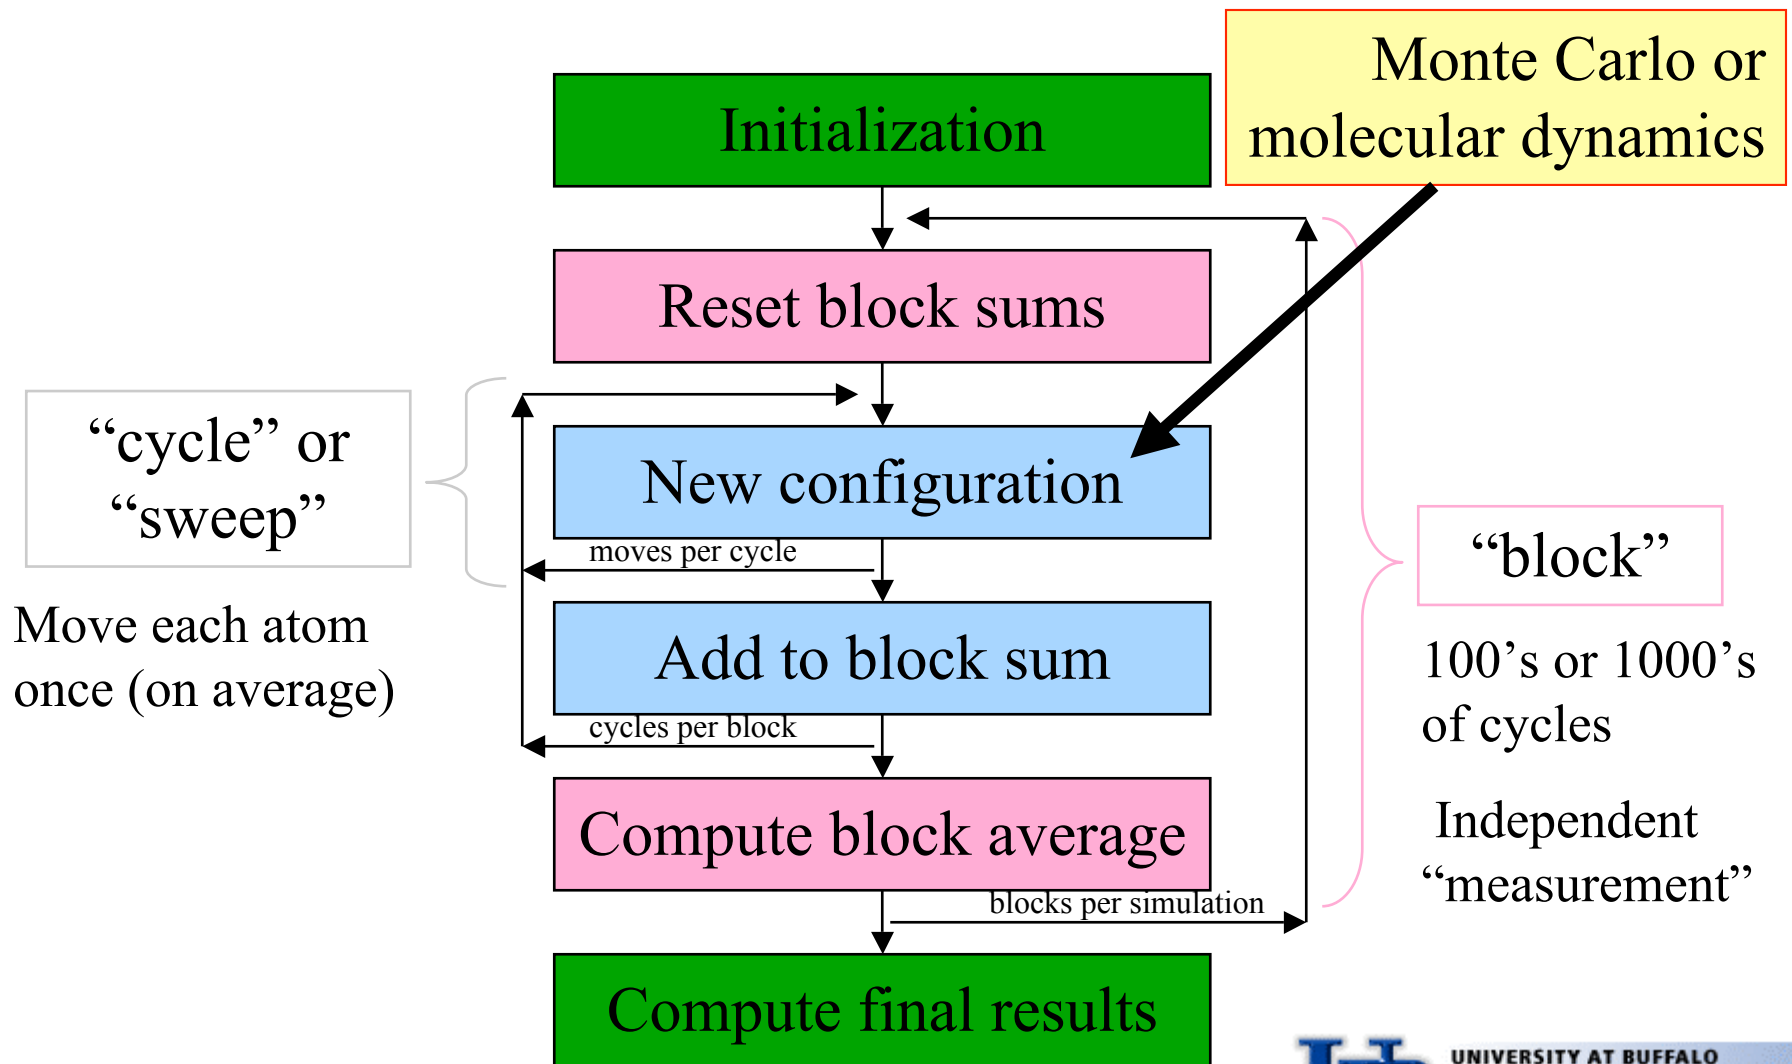 Monte Carlo or
molecular dynamics
Initialization
Reset block sums
“cycle” or
“sweep”
New configuration
moves per cycle
“block”
Move each atom
once (on average)
Add to block sum
100’s or 1000’s
of cycles
cycles per block
Compute block average
Independent
“measurement”
blocks per simulation
Compute final results
UNIVERSITY AT BUFFALO